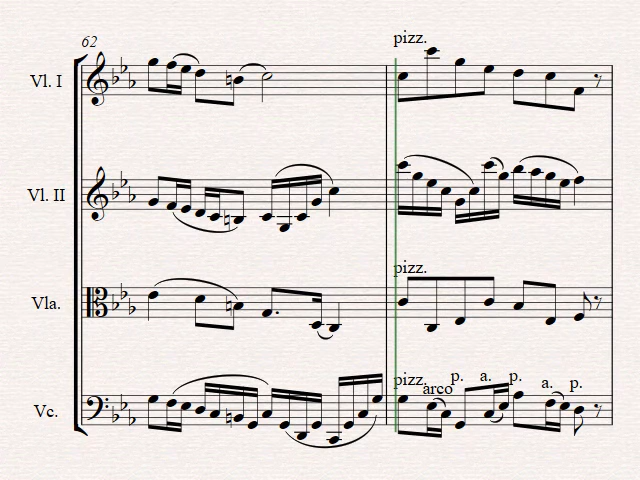 62
pizz.
Vl. I
Vl. II
pizz.
Vla.
pizz. arco p. a. p. a. p.
Vc.